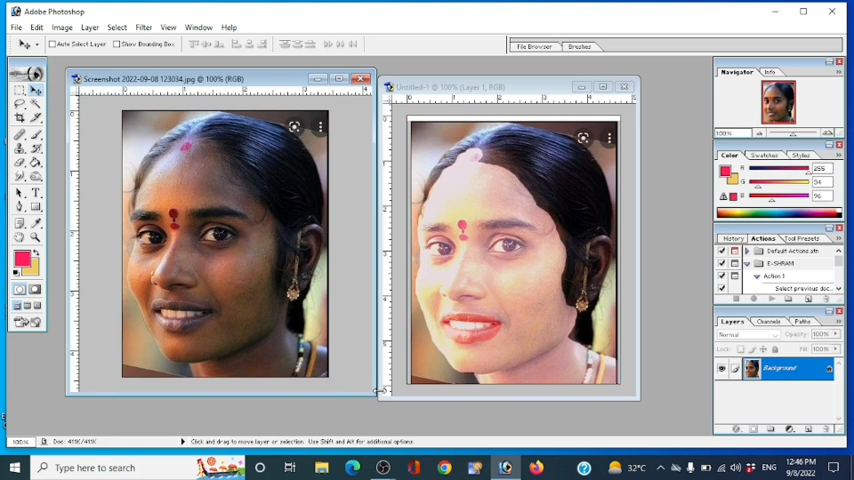 Adobe Photoshop
File Edit Image Layer Select Filter View Window Help
Auto Select Layer Show Bounding Box
File Browser Brushes
Screenshot 2022-09-08 123034.jpg @ 100% (RGB)
Untitled-1 @ 100% (Layer 1, RGB)
Navigator Info
100%
Color Swatches Styles
R 255
G 84
B 96
History Actions Tool Presets
Default Actions.atn
E-SHRAM
Action 1
Select previous doc...
Layers Channels Paths
Normal Opacity: 100%
Lock: Fill: 100%
Background
100% Doc: 419K/419K Click and drag to move layer or selection. Use Shift and Alt for additional options.
Type here to search
32°C ENG
12:46 PM
9/8/2022